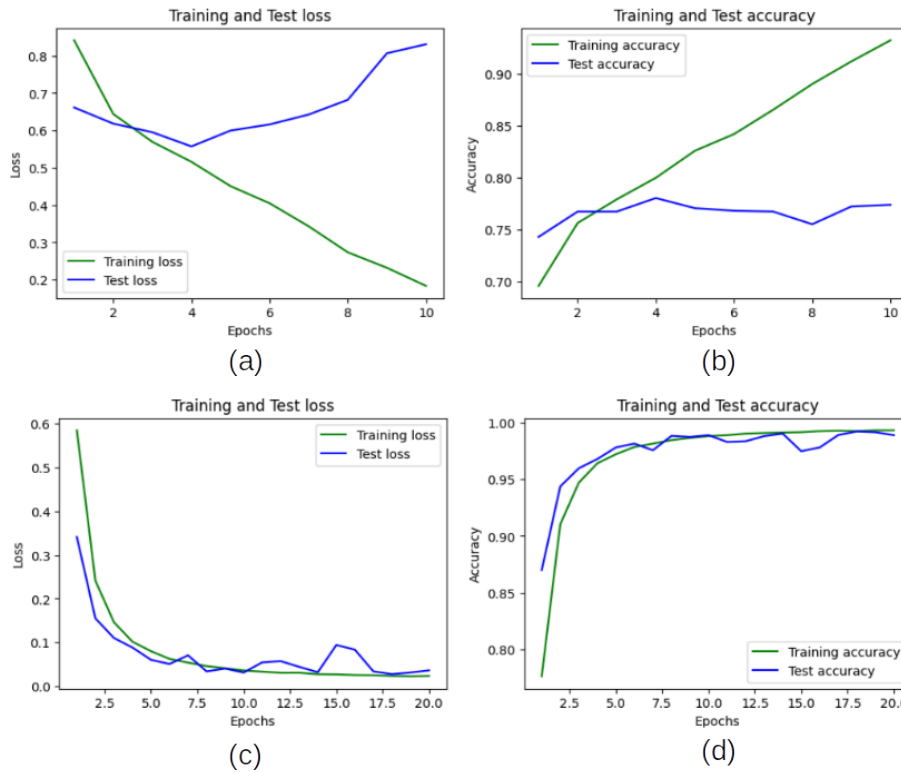 Training and Test loss
Loss
0.8
0.7
0.6
0.5
0.4
0.3
0.2
Training loss
Test loss
2 4 6 8 10
Epochs
(a)
Training and Test accuracy
Accuracy
0.90
0.85
0.80
0.75
0.70
Training accuracy
Test accuracy
2 4 6 8 10
Epochs
(b)
Training and Test loss
Loss
0.6
0.5
0.4
0.3
0.2
0.1
0.0
Training loss
Test loss
2.5 5.0 7.5 10.0 12.5 15.0 17.5 20.0
Epochs
(c)
Training and Test accuracy
Accuracy
1.00
0.95
0.90
0.85
0.80
Training accuracy
Test accuracy
2.5 5.0 7.5 10.0 12.5 15.0 17.5 20.0
Epochs
(d)